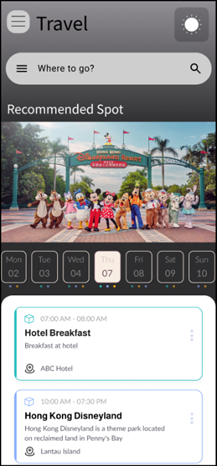 Travel
Where to go?
Recommended Spot
HONG KONG
Disneyland
Mon Tue Wed Thu Fri Sat Sun
02 03 04 07 08 09 10
07:00 AM - 08:00 AM
Hotel Breakfast
Breakfast at hotel
ABC Hotel
10:00 AM - 07:30 PM
Hong Kong Disneyland
Hong Kong Disneyland is a theme park located
on reclaimed land in Penny's Bay
Lantau Island